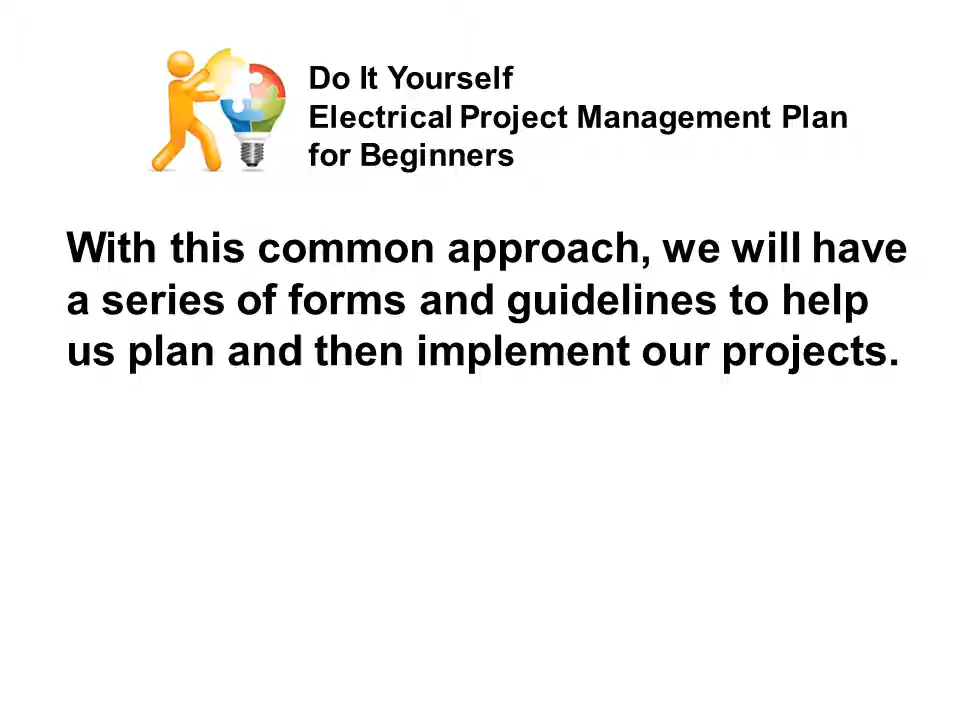 Do It Yourself
Electrical Project Management Plan
for Beginners
With this common approach, we will have
a series of forms and guidelines to help
us plan and then implement our projects.